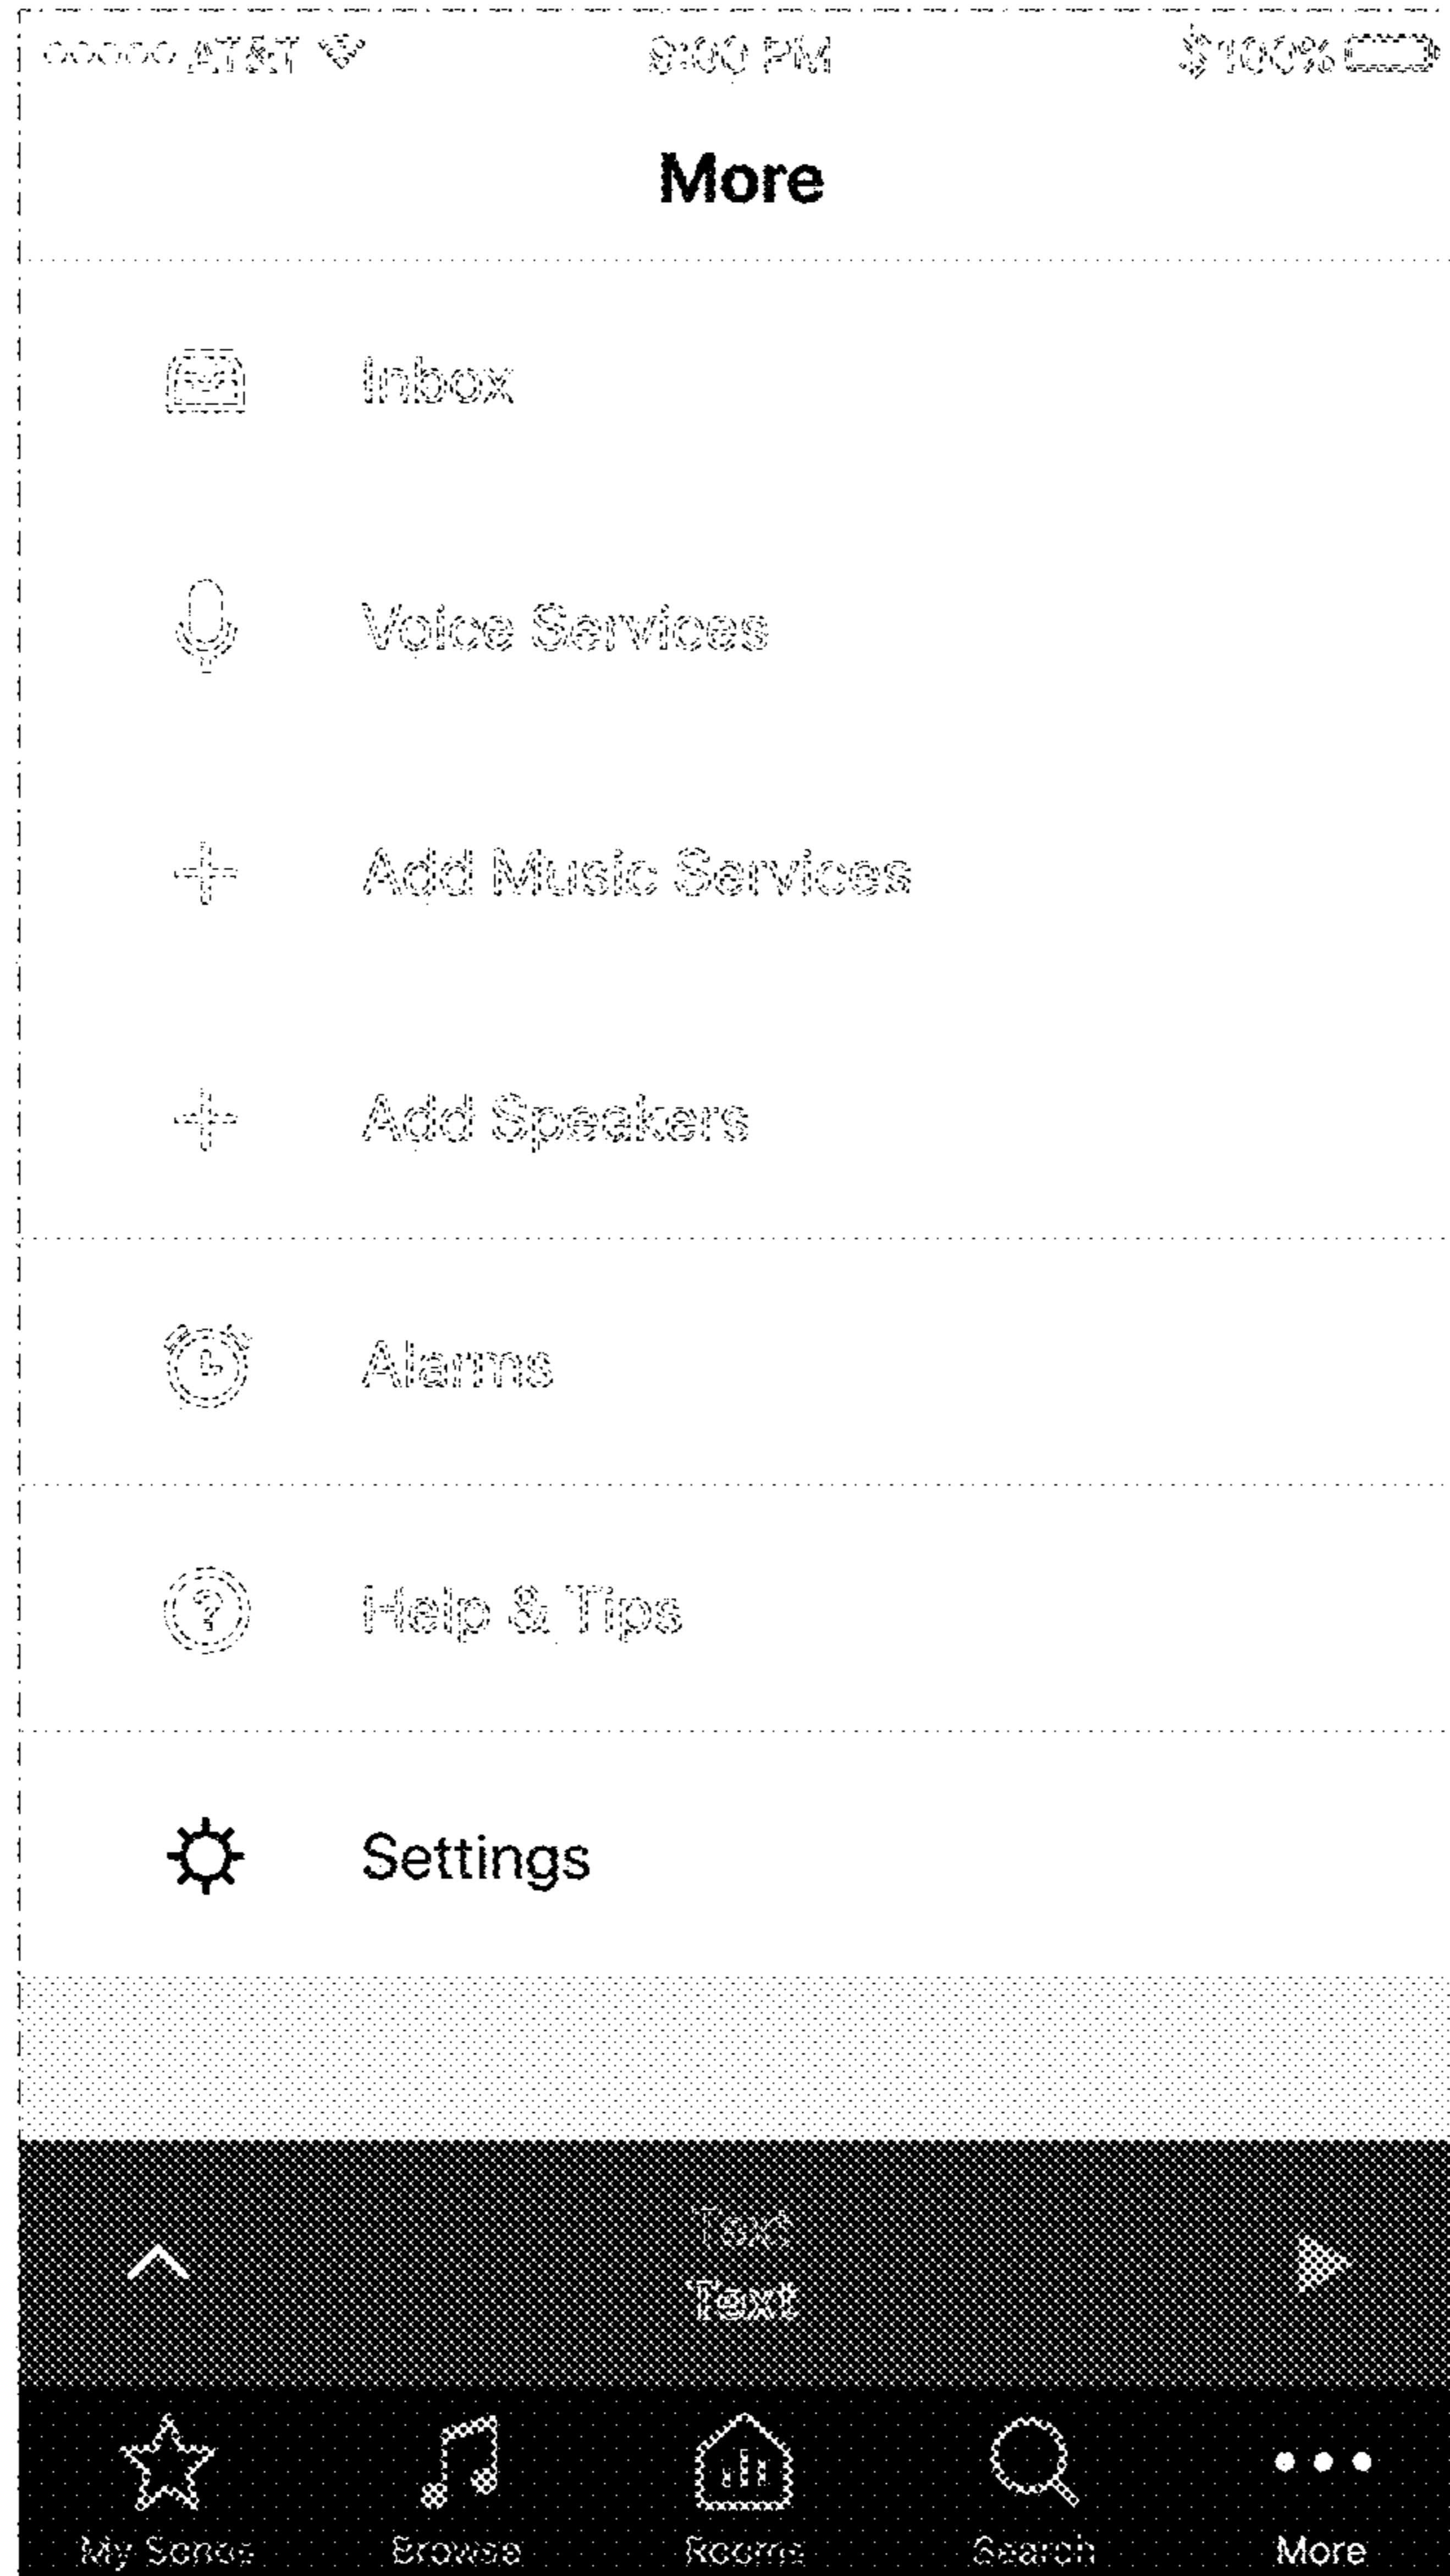 AT&T 9:00 PM 100%
More
Inbox
Voice Services
Add Music Services
Add Speakers
Alarms
Help & Tips
Settings
Text
Text
My Sonos Browse Rooms Search More